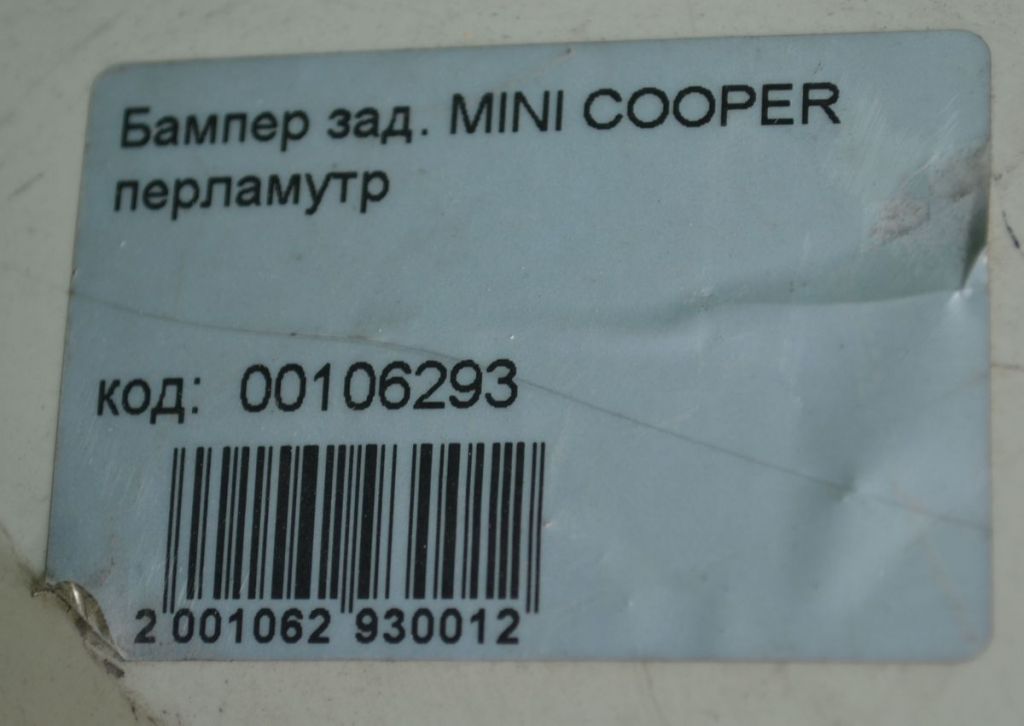 Бампер зад. MINI COOPER
перламутр
код: 00106293
2 001062 930012